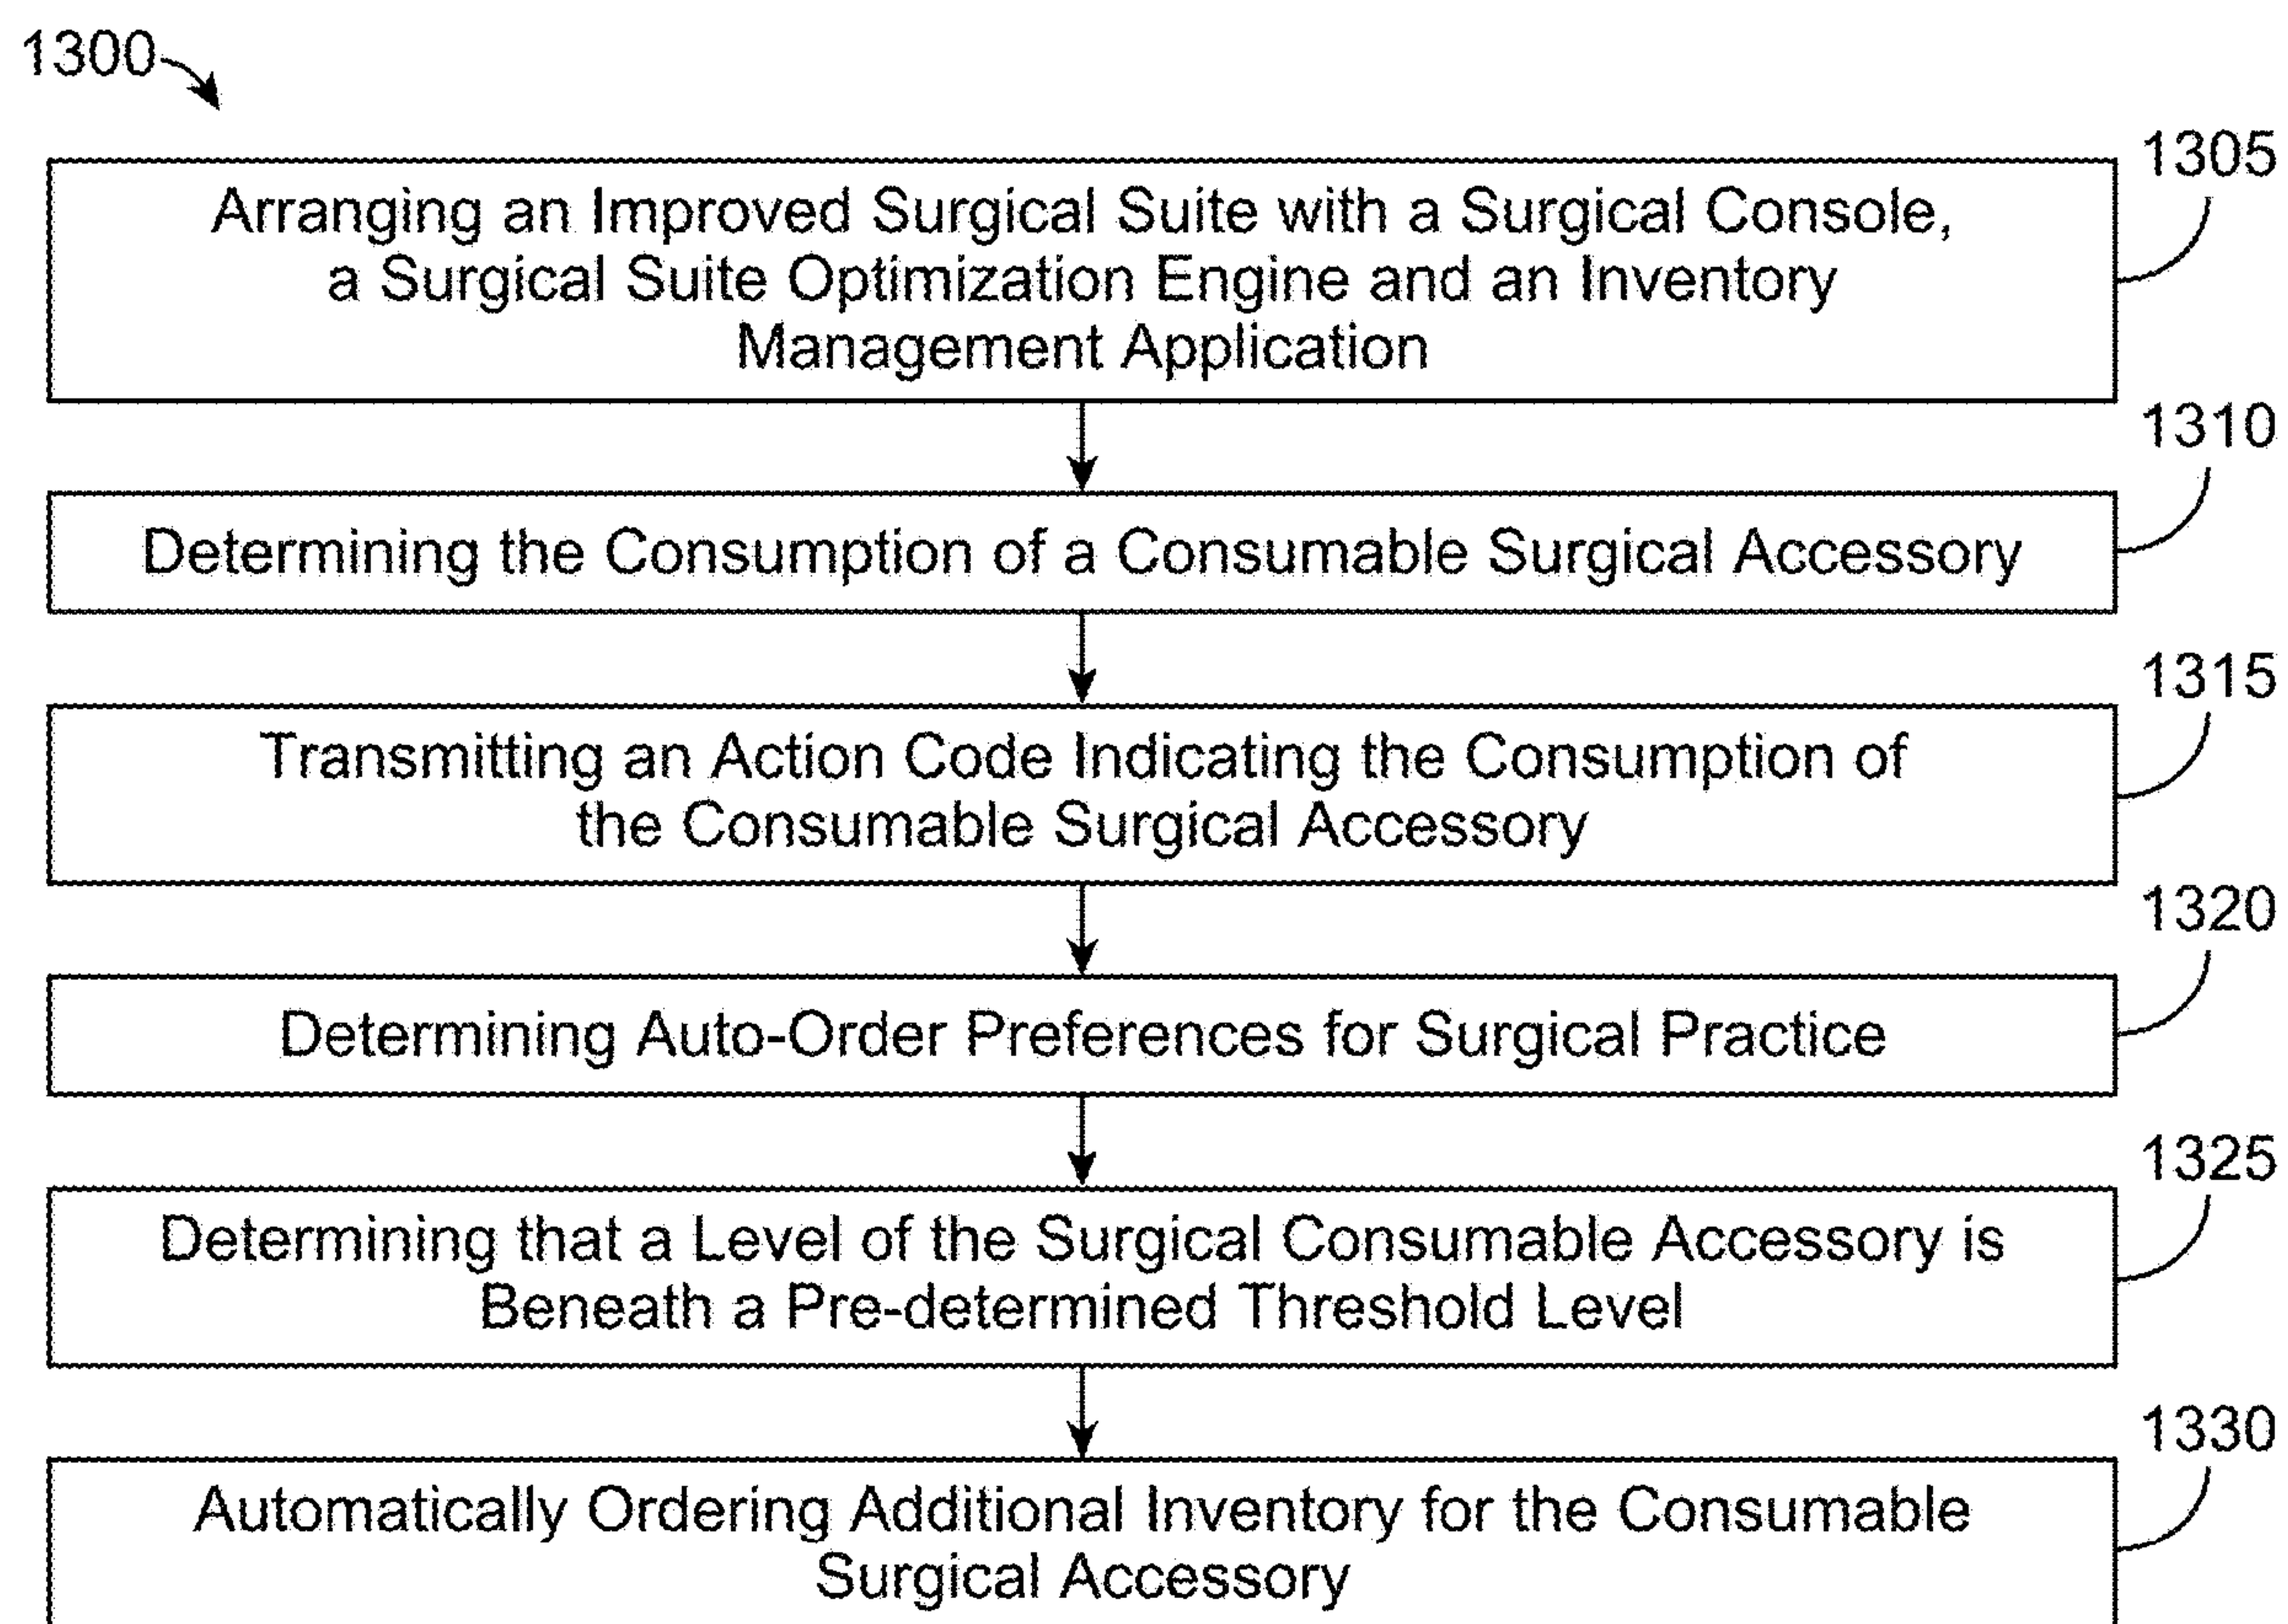 1300
1305
Arranging an Improved Surgical Suite with a Surgical Console,
a Surgical Suite Optimization Engine and an Inventory
Management Application
1310
Determining the Consumption of a Consumable Surgical Accessory
1315
Transmitting an Action Code Indicating the Consumption of
the Consumable Surgical Accessory
1320
Determining Auto-Order Preferences for Surgical Practice
1325
Determining that a Level of the Surgical Consumable Accessory is
Beneath a Pre-determined Threshold Level
1330
Automatically Ordering Additional Inventory for the Consumable
Surgical Accessory